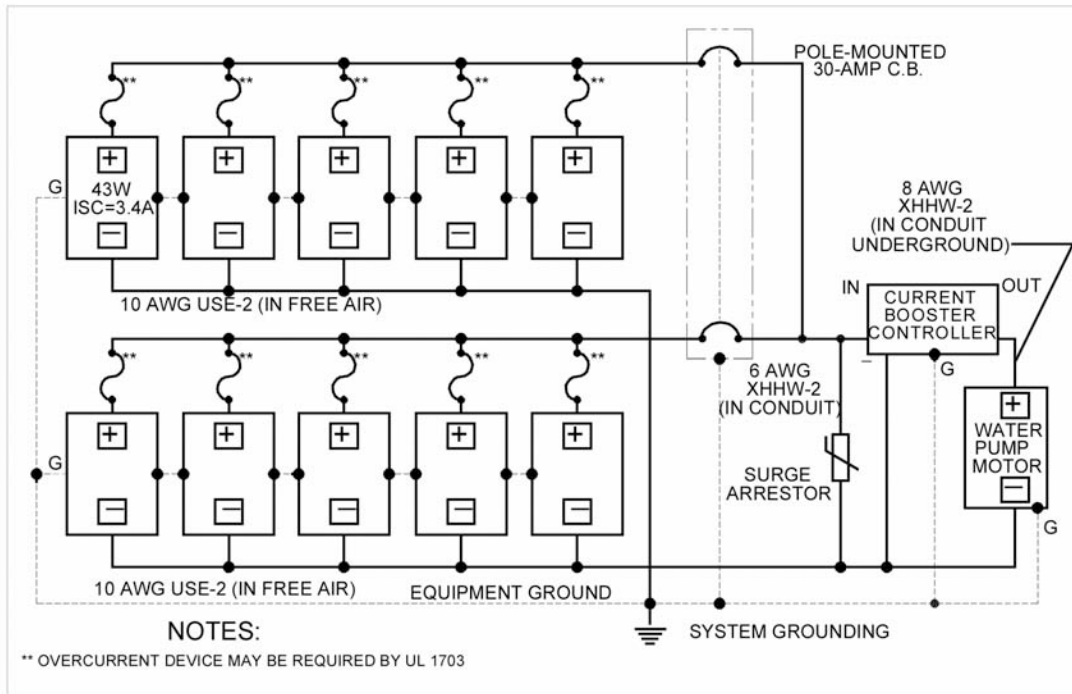 POLE-MOUNTED
30-AMP C.B.
** ** ** ** **
+ + + + +
G
43W
ISC=3.4A
— — — — —
10 AWG USE-2 (IN FREE AIR)
8 AWG
XHHW-2
(IN CONDUIT
UNDERGROUND)
IN
OUT
CURRENT
BOOSTER
CONTROLLER
–
G
** ** ** ** **
6 AWG
XHHW-2
(IN CONDUIT)
+ + + + +
G
— — — — —
SURGE
ARRESTOR
+
WATER
PUMP
MOTOR
—
G
10 AWG USE-2 (IN FREE AIR)
EQUIPMENT GROUND
SYSTEM GROUNDING
NOTES:
** OVERCURRENT DEVICE MAY BE REQUIRED BY UL 1703